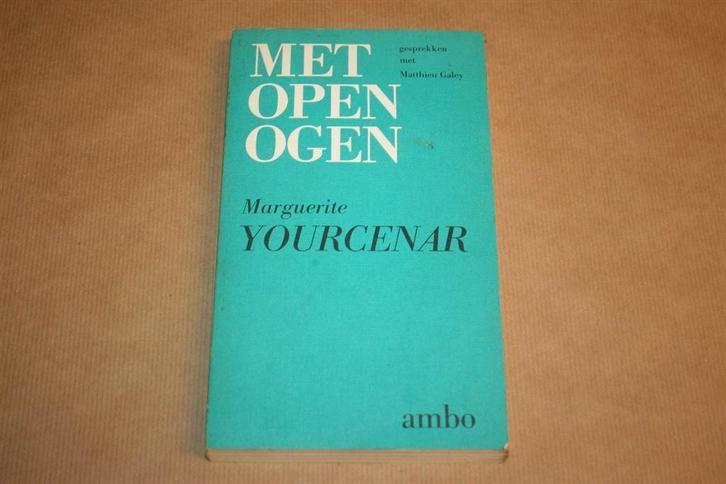 MET
OPEN
OGEN
gesprekken
met
Matthieu Galey
Marguerite
YOURCENAR
ambo